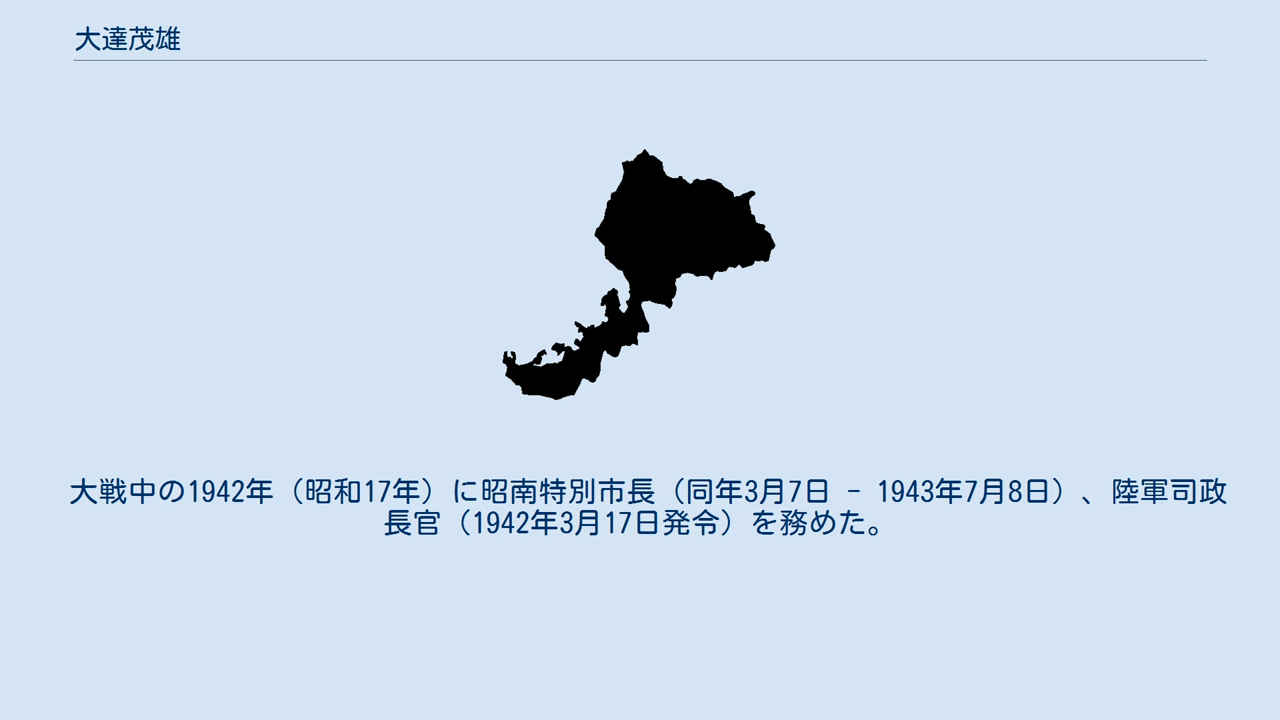 大達茂雄
大戦中の1942年（昭和17年）に昭南特別市長（同年3月7日 - 1943年7月8日）、陸軍司政
長官（1942年3月17日発令）を務めた。